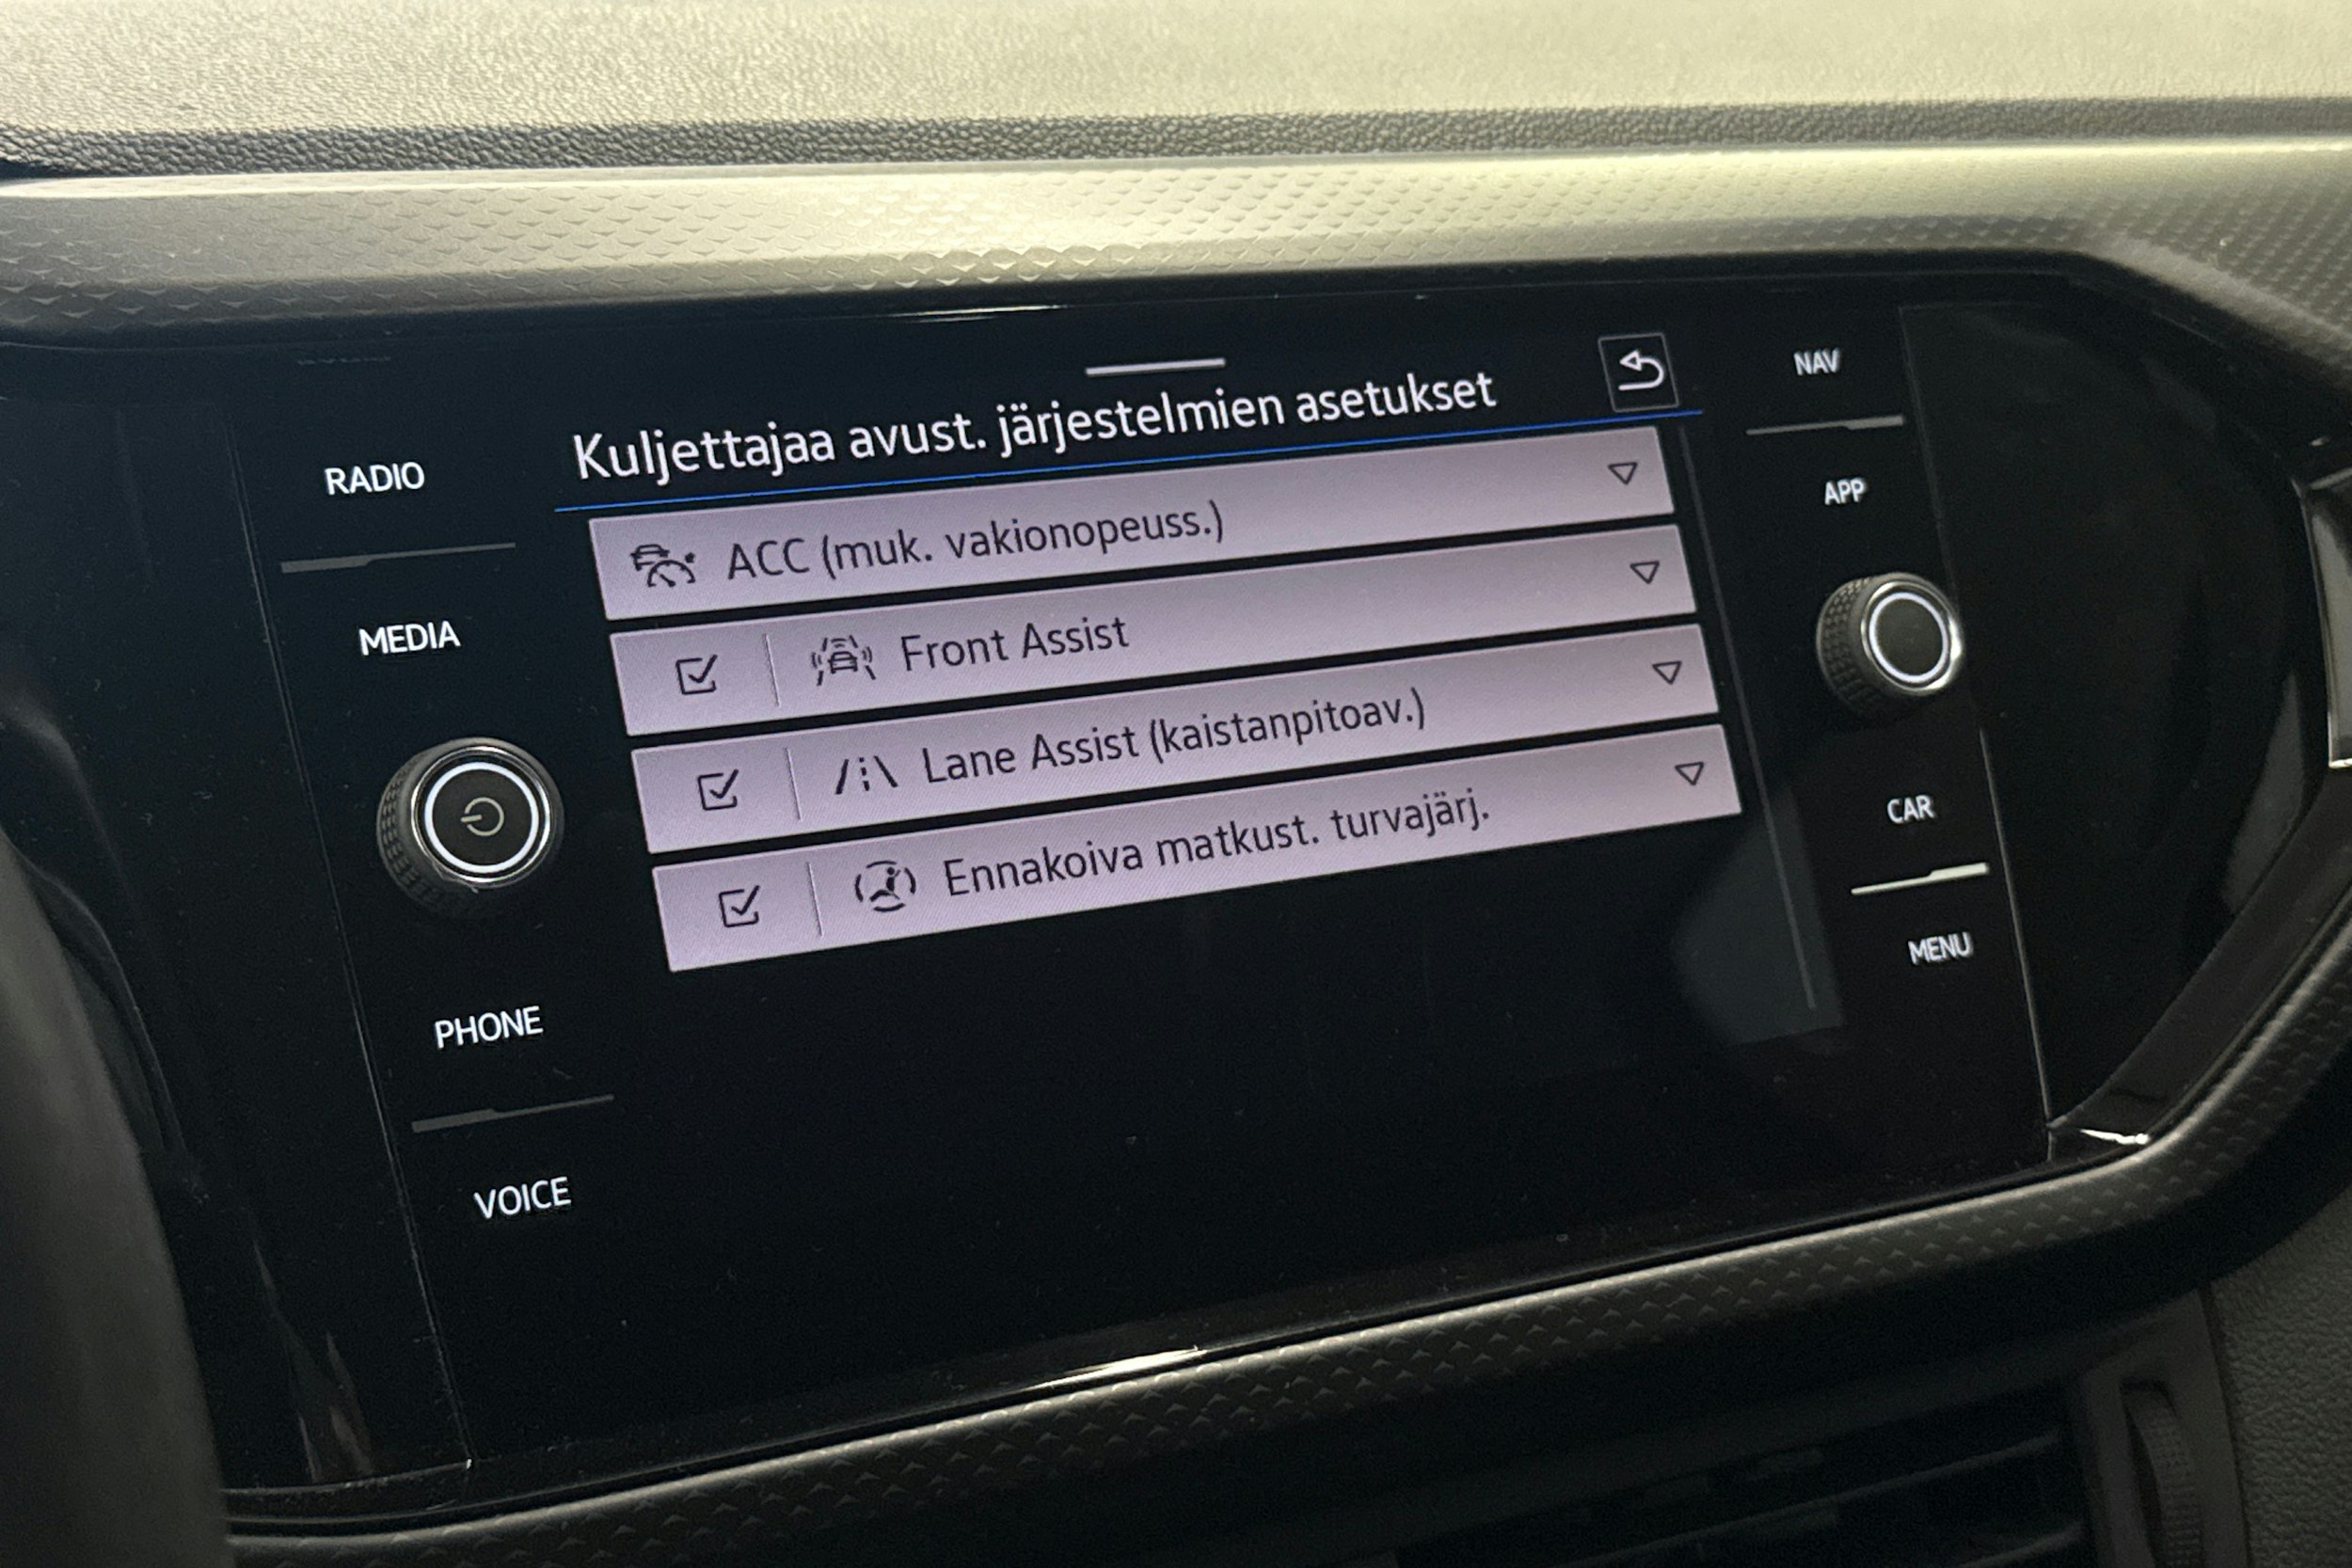 Kuljettajaa avust. järjestelmien asetukset
ACC (muk. vakionopeuss.)
Front Assist
Lane Assist (kaistanpitoav.)
Ennakoiva matkust. turvajärj.
RADIO
MEDIA
PHONE
VOICE
NAV
APP
CAR
MENU